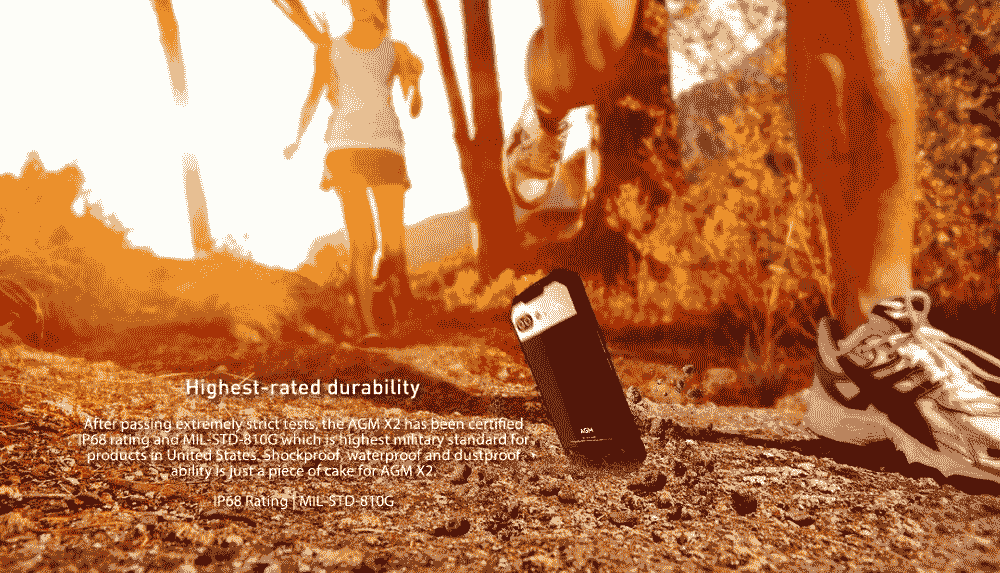 Highest-rated durability
After passing extremely strict tests, the AGM X2 has been certified
IP68 rating and MIL-STD-810G which is highest military standard for
products in United States. Shockproof, waterproof and dustproof
ability is just a piece of cake for AGM X2.
IP68 Rating | MIL-STD-810G
AGM